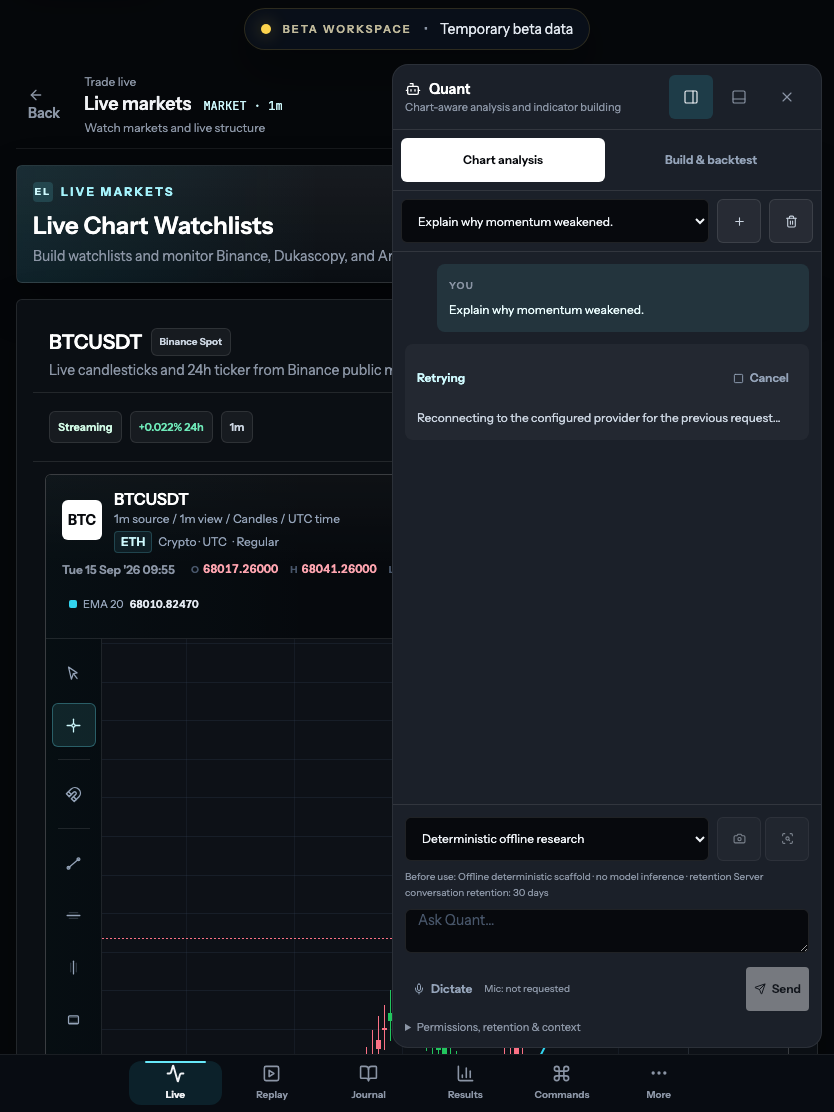 BETA WORKSPACE · Temporary beta data
Back
Trade live
Live markets MARKET · 1m
Watch markets and live structure
EL LIVE MARKETS
Live Chart Watchlists
Build watchlists and monitor Binance, Dukascopy, and
BTCUSDT Binance Spot
Live candlesticks and 24h ticker from Binance public
Streaming +0.022% 24h 1m
BTC
BTCUSDT
1m source / 1m view / Candles / UTC time
ETH Crypto · UTC · Regular
Tue 15 Sep '26 09:55 O 68017.26000 H 68041.26000
EMA 20 68010.82470
Quant
Chart-aware analysis and indicator building
Chart analysis Build & backtest
Explain why momentum weakened.
YOU
Explain why momentum weakened.
Retrying Cancel
Reconnecting to the configured provider for the previous request...
Deterministic offline research
Before use: Offline deterministic scaffold · no model inference · retention Server
conversation retention: 30 days
Ask Quant...
Dictate Mic: not requested Send
Permissions, retention & context
Live Replay Journal Results Commands More